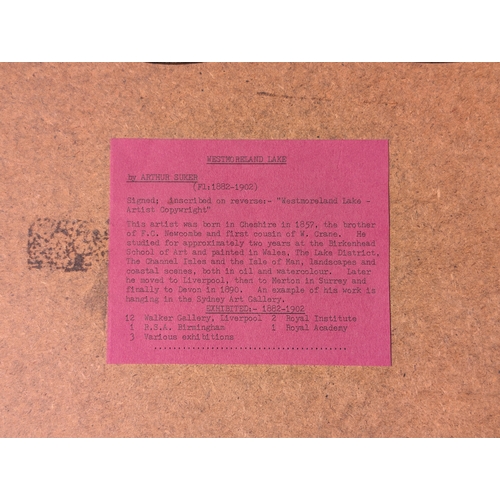 WESTMORELAND LAKE
by ARTHUR SUKER
(Fl:1882-1902)
Signed; inscribed on reverse:- "Westmoreland Lake -
Artist Copywright"
This artist was born in Cheshire in 1857, the brother
of F.C. Newcombe and first cousin of W. Crane. He
studied for approximately two years at the Birkenhead
School of Art and painted in Wales, The Lake District,
The Channel Isles and the Isle of Man, landscapes and
coastal scenes, both in oil and watercolour. Later
he moved to Liverpool, then to Merton in Surrey and
finally to Devon in 1890. An example of his work is
hanging in the Sydney Art Gallery.
EXHIBITED:- 1882-1902
12 Walker Gallery, Liverpool 2 Royal Institute
1 R.S.A. Birmingham 1 Royal Academy
3 Various exhibitions